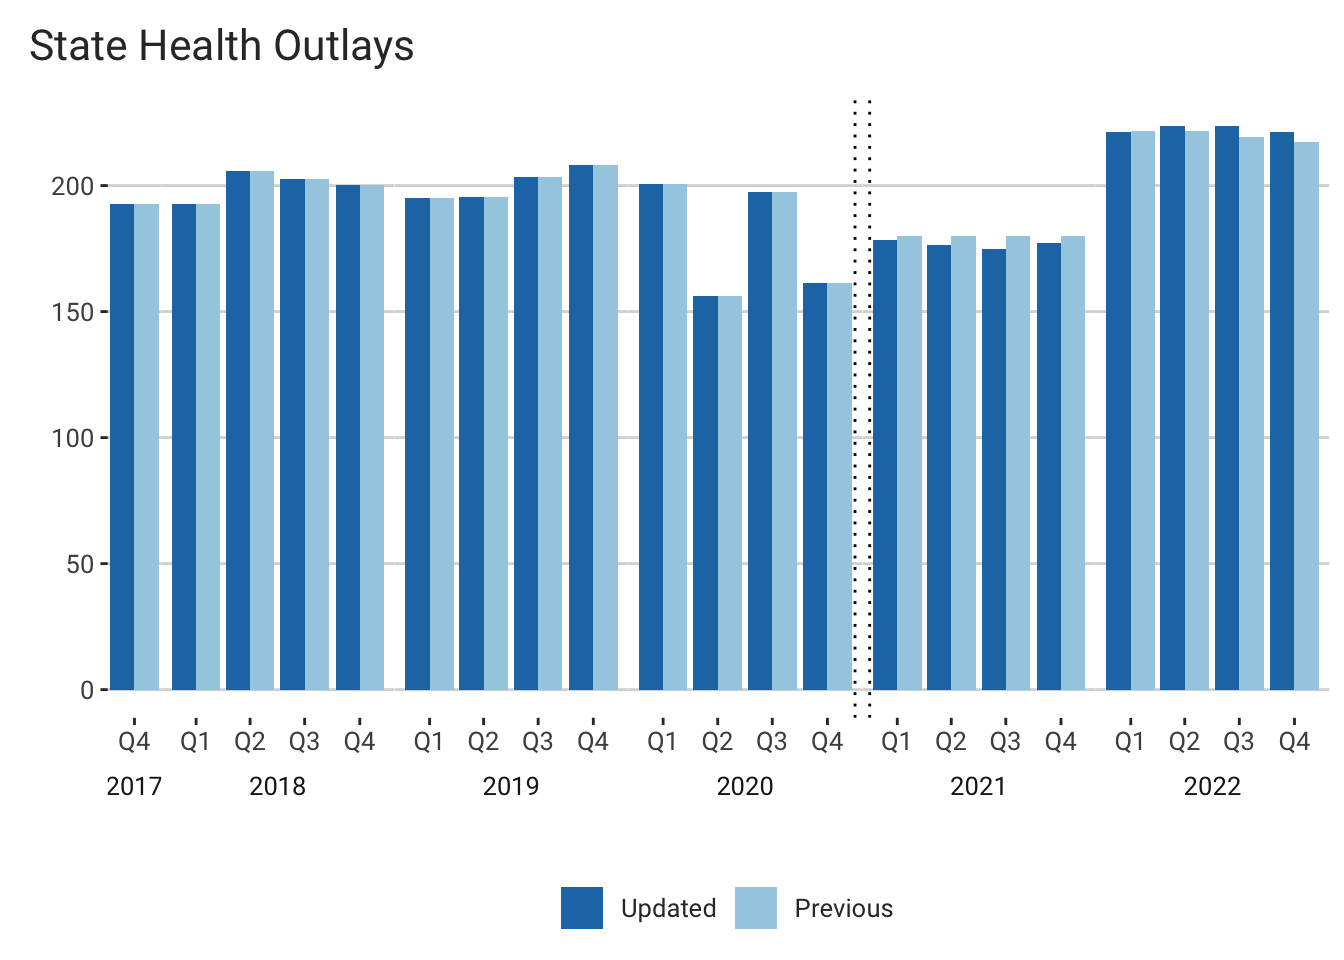 State Health Outlays
200
150
100
50
0
Q4 Q1 Q2 Q3 Q4 Q1 Q2 Q3 Q4 Q1 Q2 Q3 Q4 Q1 Q2 Q3 Q4 Q1 Q2 Q3 Q4
2017 2018 2019 2020 2021 2022
Updated Previous